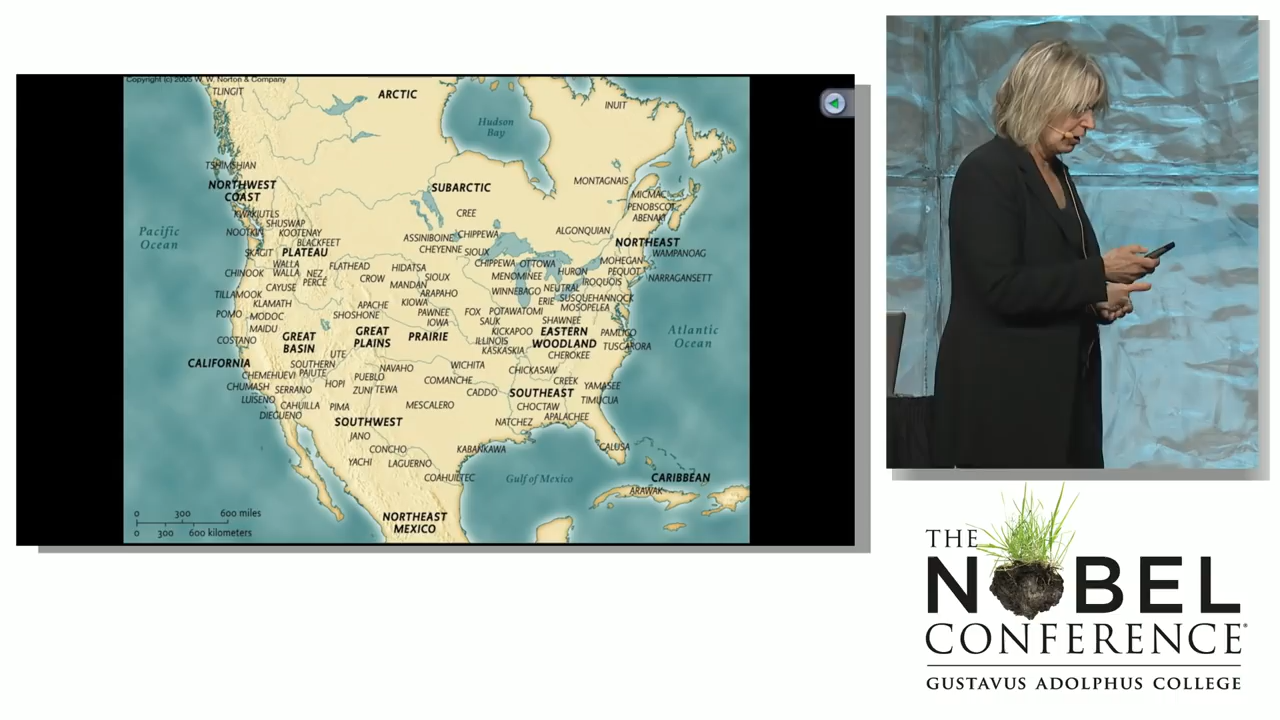 Copyright (c) 2005 W. W. Norton & Company
TLINGIT
ARCTIC
INUIT
Hudson
Bay
TSHIMSHIAN
NORTHWEST
COAST
SUBARCTIC
MONTAGNAIS
MICMAC
PENOBSCOT
ABENAKI
KWAKIUTLS
SHUSWAP
NOOTKIN
KOOTENAY
BLACKFEET
CREE
ALGONQUIAN
Pacific
Ocean
ASSINIBOINE
CHIPPEWA
CHEYENNE
SIOUX
NORTHEAST
WAMPANOAG
SKAGIT
PLATEAU
WALLA
WALLA
CHINOOK
NEZ
PERCÉ
FLATHEAD
CROW
HIDATSA
MANDAN
SIOUX
CHIPPEWA
OTTOWA
MENOMINEE
HURON
MOHEGAN
PEQUOT
IROQUOIS
NARRAGANSETT
CAYUSE
TILLAMOOK
KLAMATH
ARAPAHO
WINNEBAGO
NEUTRAL
ERIE
SUSQUEHANNOCK
MOSOPELEA
POMO
MODOC
MAIDU
APACHE
SHOSHONE
KIOWA
PAWNEE
IOWA
FOX
SAUK
POTAWATOMI
SHAWNEE
KICKAPOO
COSTANO
GREAT
BASIN
GREAT
PLAINS
PRAIRIE
ILLINOIS
KASKASKIA
EASTERN
WOODLAND
PAMLICO
TUSCARORA
Atlantic
Ocean
CHEROKEE
CALIFORNIA
UTE
SOUTHERN
PAIUTE
CHEMEHUEVI
NAVAHO
WICHITA
CHICKASAW
CHUMASH
SERRANO
HOPI
PUEBLO
ZUNI
TEWA
COMANCHE
CADDO
CREEK
YAMASEE
SOUTHEAST
TIMUCUA
LUISENO
CAHUILLA
PIMA
MESCALERO
CHOCTAW
DIEGUENO
APALACHEE
NATCHEZ
SOUTHWEST
JANO
CONCHO
KABANKAWA
CALUSA
YACHI
LAGUERNO
COAHUILTEC
Gulf of Mexico
CARIBBEAN
ARAWAK
NORTHEAST
MEXICO
0 300 600 miles
0 300 600 kilometers
THE
NOBEL
CONFERENCE®
GUSTAVUS ADOLPHUS COLLEGE